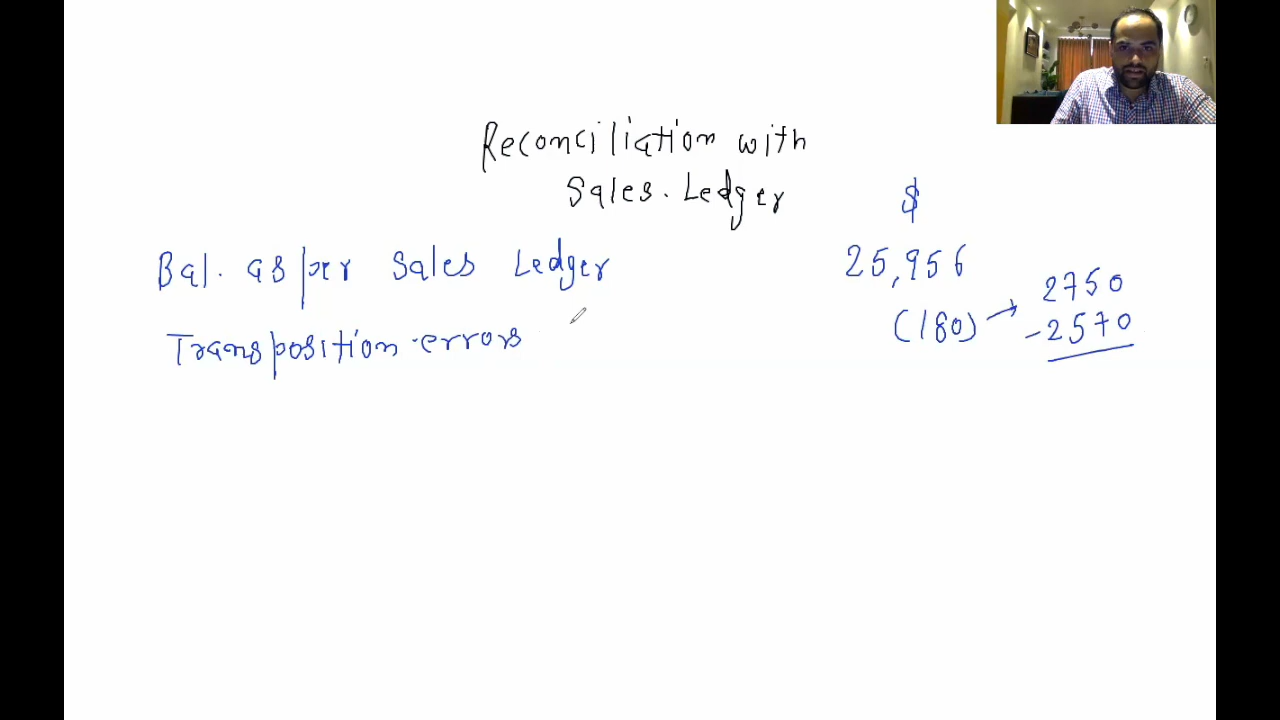 Reconciliation with
Sales. Ledger
$
Bal. as per Sales Ledger 25,956
Transposition errors (180) → 2750
- 2570